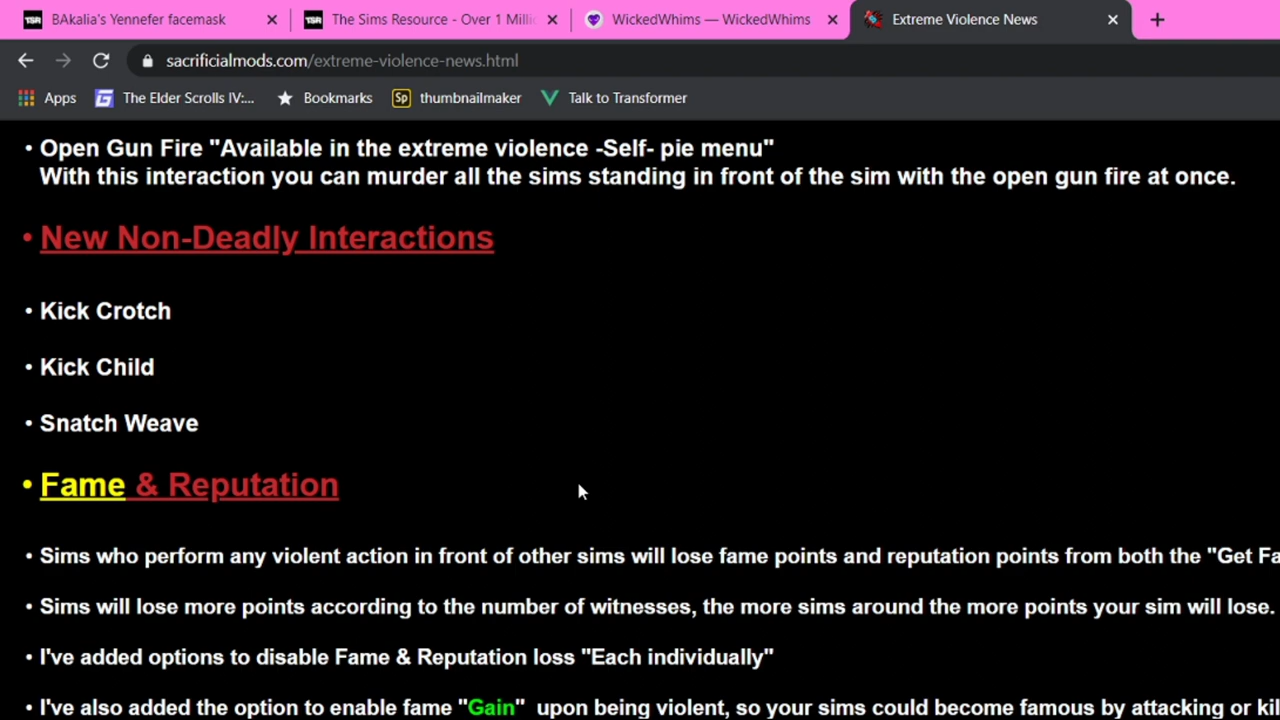 BAkalia's Yennefer facemask
TSR The Sims Resource - Over 1 Milli
WickedWhims — WickedWhims
Extreme Violence News
sacrificialmods.com/extreme-violence-news.html
Apps
The Elder Scrolls IV:...
Bookmarks
Sp thumbnailmaker
Talk to Transformer
• Open Gun Fire "Available in the extreme violence -Self- pie menu"
With this interaction you can murder all the sims standing in front of the sim with the open gun fire at once.
• New Non-Deadly Interactions
• Kick Crotch
• Kick Child
• Snatch Weave
• Fame & Reputation
• Sims who perform any violent action in front of other sims will lose fame points and reputation points from both the "Get Fa
• Sims will lose more points according to the number of witnesses, the more sims around the more points your sim will lose.
• I've added options to disable Fame & Reputation loss "Each individually"
• I've also added the option to enable fame "Gain" upon being violent, so your sims could become famous by attacking or kil